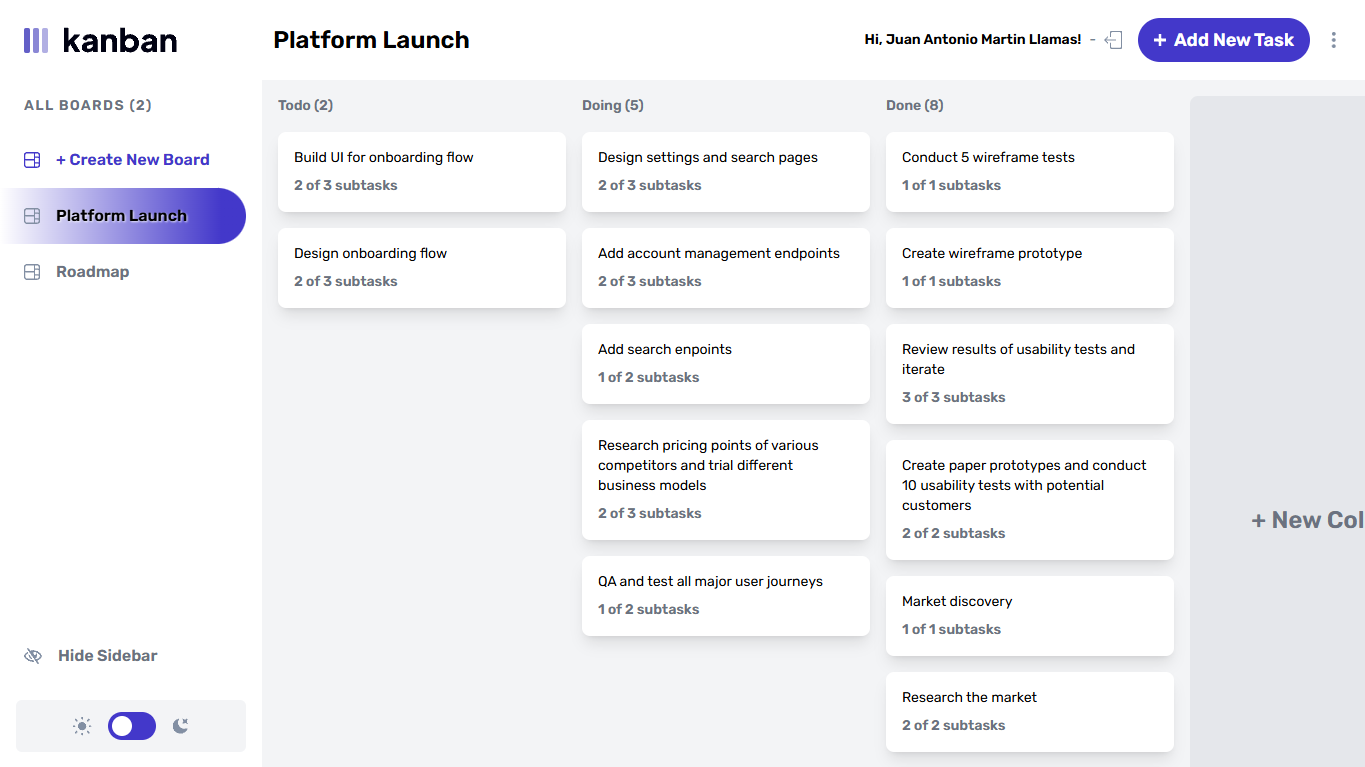 kanban
Platform Launch
Hi, Juan Antonio Martin Llamas! -
+ Add New Task
ALL BOARDS (2)
+ Create New Board
Platform Launch
Roadmap
Hide Sidebar
Todo (2)
Build UI for onboarding flow
2 of 3 subtasks
Design onboarding flow
2 of 3 subtasks
Doing (5)
Design settings and search pages
2 of 3 subtasks
Add account management endpoints
2 of 3 subtasks
Add search enpoints
1 of 2 subtasks
Research pricing points of various
competitors and trial different
business models
2 of 3 subtasks
QA and test all major user journeys
1 of 2 subtasks
Done (8)
Conduct 5 wireframe tests
1 of 1 subtasks
Create wireframe prototype
1 of 1 subtasks
Review results of usability tests and
iterate
3 of 3 subtasks
Create paper prototypes and conduct
10 usability tests with potential
customers
2 of 2 subtasks
Market discovery
1 of 1 subtasks
Research the market
2 of 2 subtasks
+ New Col